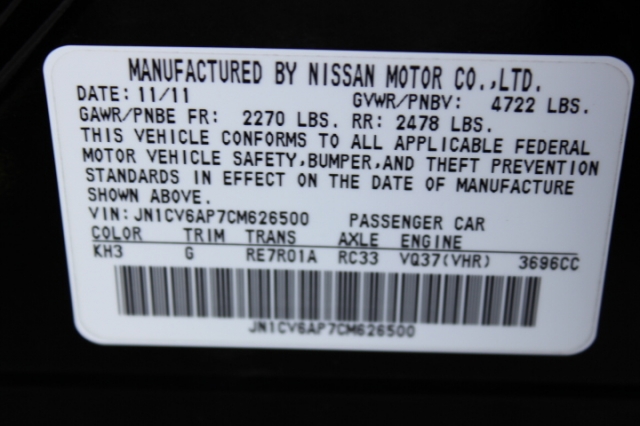 MANUFACTURED BY NISSAN MOTOR CO.,LTD.
DATE: 11/11 GVWR/PNBV: 4722 LBS.
GAWR/PNBE FR: 2270 LBS. RR: 2478 LBS.
THIS VEHICLE CONFORMS TO ALL APPLICABLE FEDERAL
MOTOR VEHICLE SAFETY,BUMPER,AND THEFT PREVENTION
STANDARDS IN EFFECT ON THE DATE OF MANUFACTURE
SHOWN ABOVE.
VIN: JN1CV6AP7CM626500 PASSENGER CAR
COLOR TRIM TRANS AXLE ENGINE
KH3 G RE7R01A RC33 VQ37(VHR) 3696CC
JN1CV6AP7CM626500